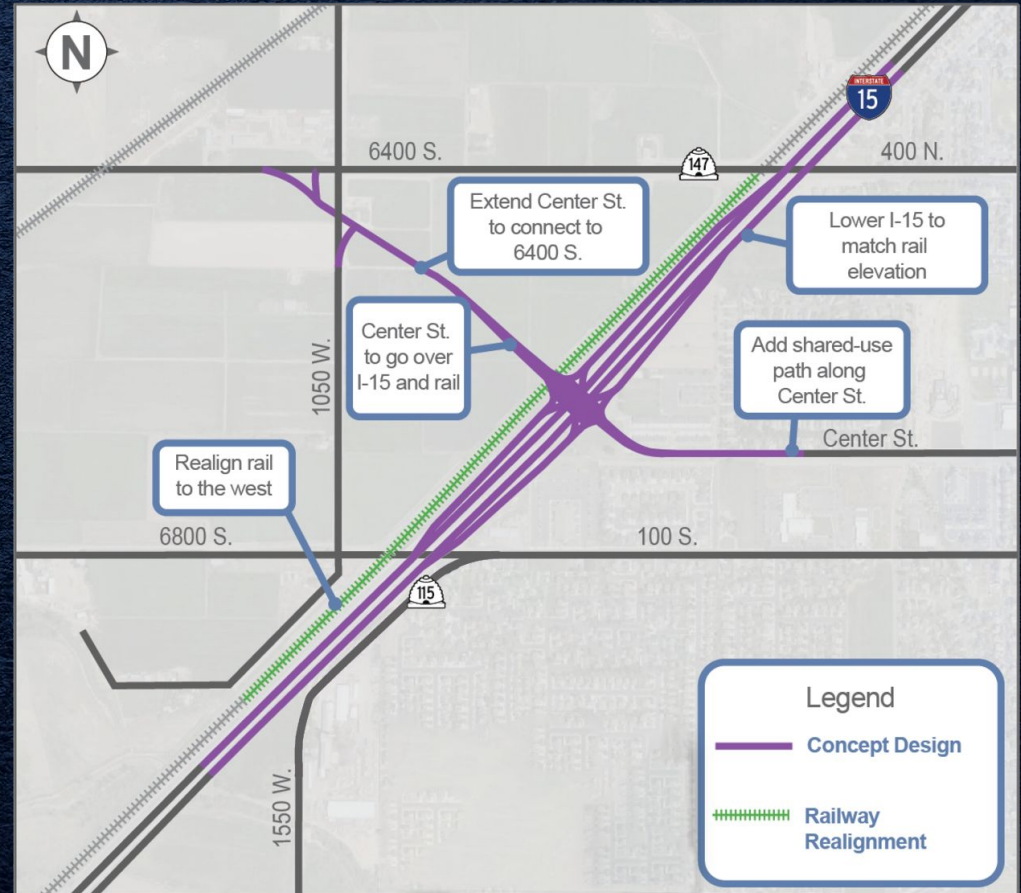 N
INTERSTATE
15
6400 S.
147
400 N.
Extend Center St.
to connect to
6400 S.
Lower I-15 to
match rail
elevation
Center St.
to go over
I-15 and rail
1050 W.
Add shared-use
path along
Center St.
Center St.
Realign rail
to the west
6800 S.
100 S.
115
1550 W.
Legend
Concept Design
Railway
Realignment